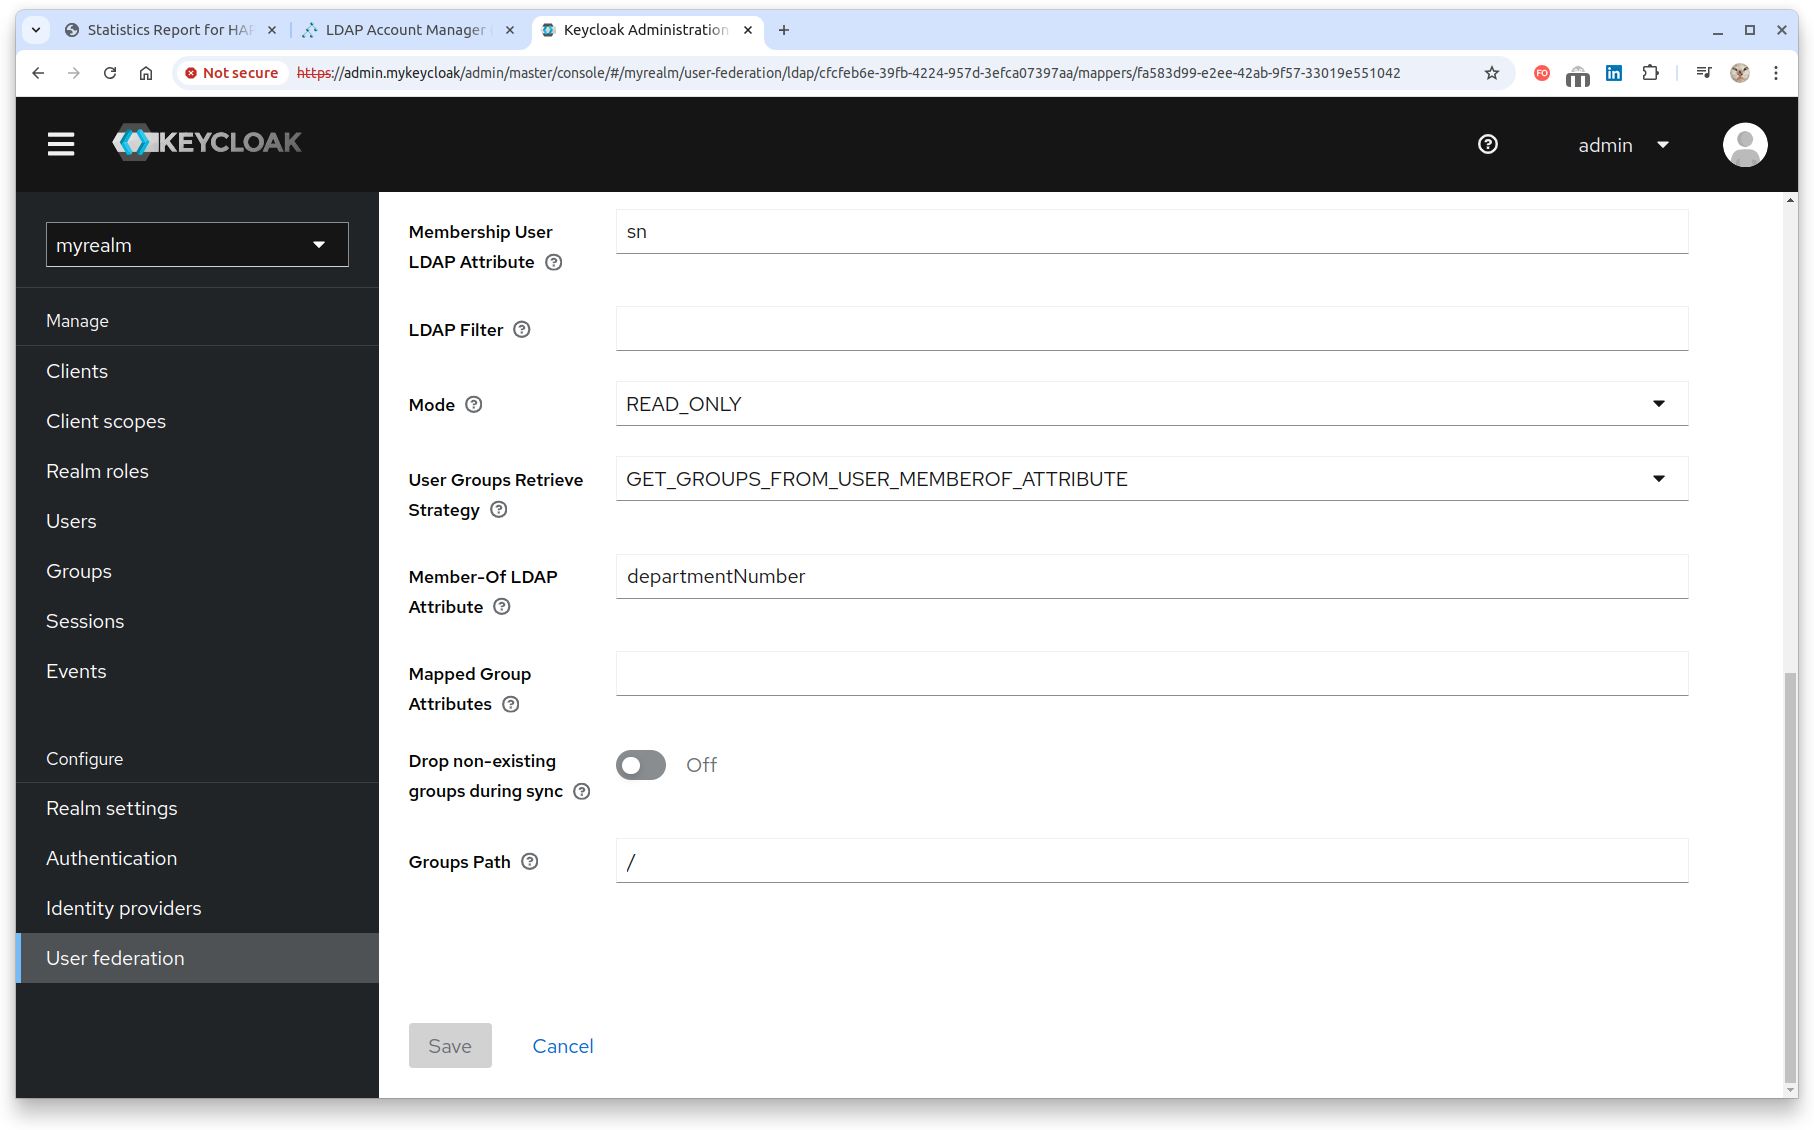 Statistics Report for HAP
LDAP Account Manager
Keycloak Administration
Not secure
https://admin.mykeycloak/admin/master/console/#/myrealm/user-federation/ldap/cfcfeb6e-39fb-4224-957d-3efca07397aa/mappers/fa583d99-e2ee-42ab-9f57-33019e551042
FO
in
KEYCLOAK
admin
myrealm
Manage
Clients
Client scopes
Realm roles
Users
Groups
Sessions
Events
Configure
Realm settings
Authentication
Identity providers
User federation
Membership User
LDAP Attribute
sn
LDAP Filter
Mode
READ_ONLY
User Groups Retrieve
Strategy
GET_GROUPS_FROM_USER_MEMBEROF_ATTRIBUTE
Member-Of LDAP
Attribute
departmentNumber
Mapped Group
Attributes
Drop non-existing
groups during sync
Off
Groups Path
/
Save
Cancel